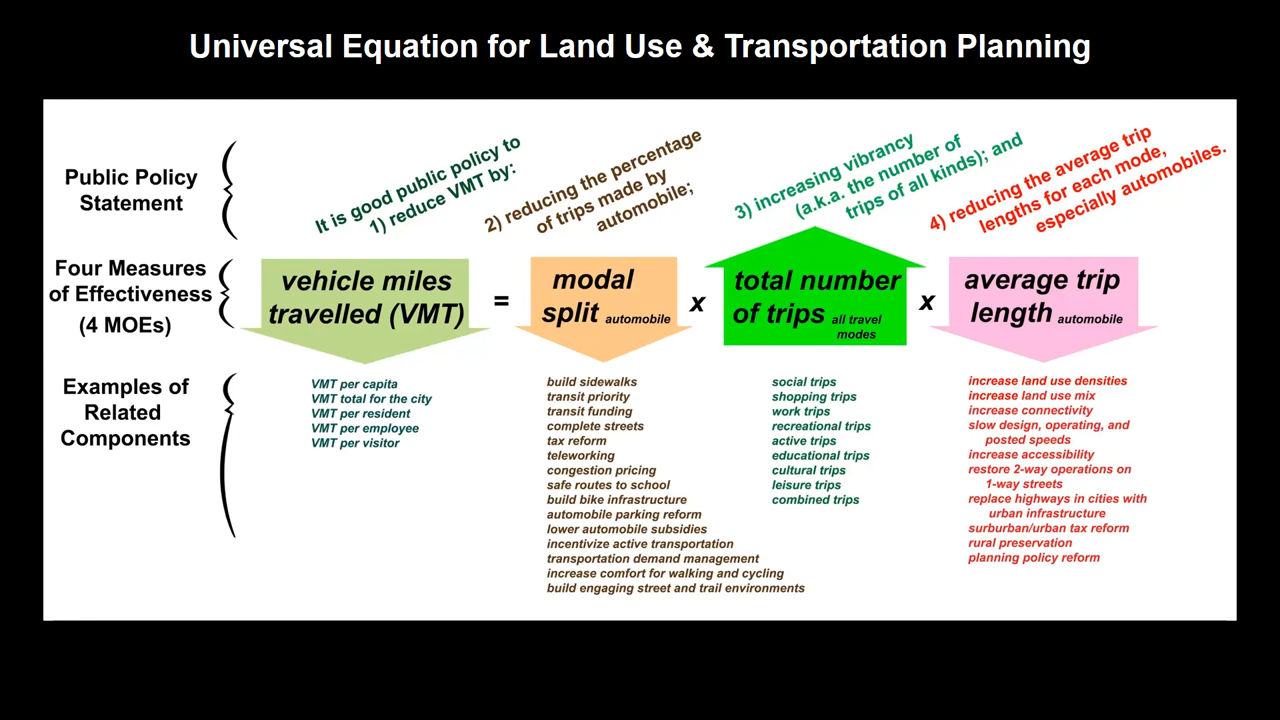 Universal Equation for Land Use & Transportation Planning
Public Policy
Statement
It is good public policy to
1) reduce VMT by:
2) reducing the percentage
of trips made by
automobile;
3) increasing vibrancy
(a.k.a. the number of
trips of all kinds); and
4) reducing the average trip
lengths for each mode,
especially automobiles.
Four Measures
of Effectiveness
(4 MOEs)
vehicle miles
travelled (VMT)
=
modal
split automobile
x
total number
of trips all travel
modes
x
average trip
length automobile
Examples of
Related
Components
VMT per capita
VMT total for the city
VMT per resident
VMT per employee
VMT per visitor
build sidewalks
transit priority
transit funding
complete streets
tax reform
teleworking
congestion pricing
safe routes to school
build bike infrastructure
automobile parking reform
lower automobile subsidies
incentivize active transportation
transportation demand management
increase comfort for walking and cycling
build engaging street and trail environments
social trips
shopping trips
work trips
recreational trips
active trips
educational trips
cultural trips
leisure trips
combined trips
increase land use densities
increase land use mix
increase connectivity
slow design, operating, and
posted speeds
increase accessibility
restore 2-way operations on
1-way streets
replace highways in cities with
urban infrastructure
surburban/urban tax reform
rural preservation
planning policy reform